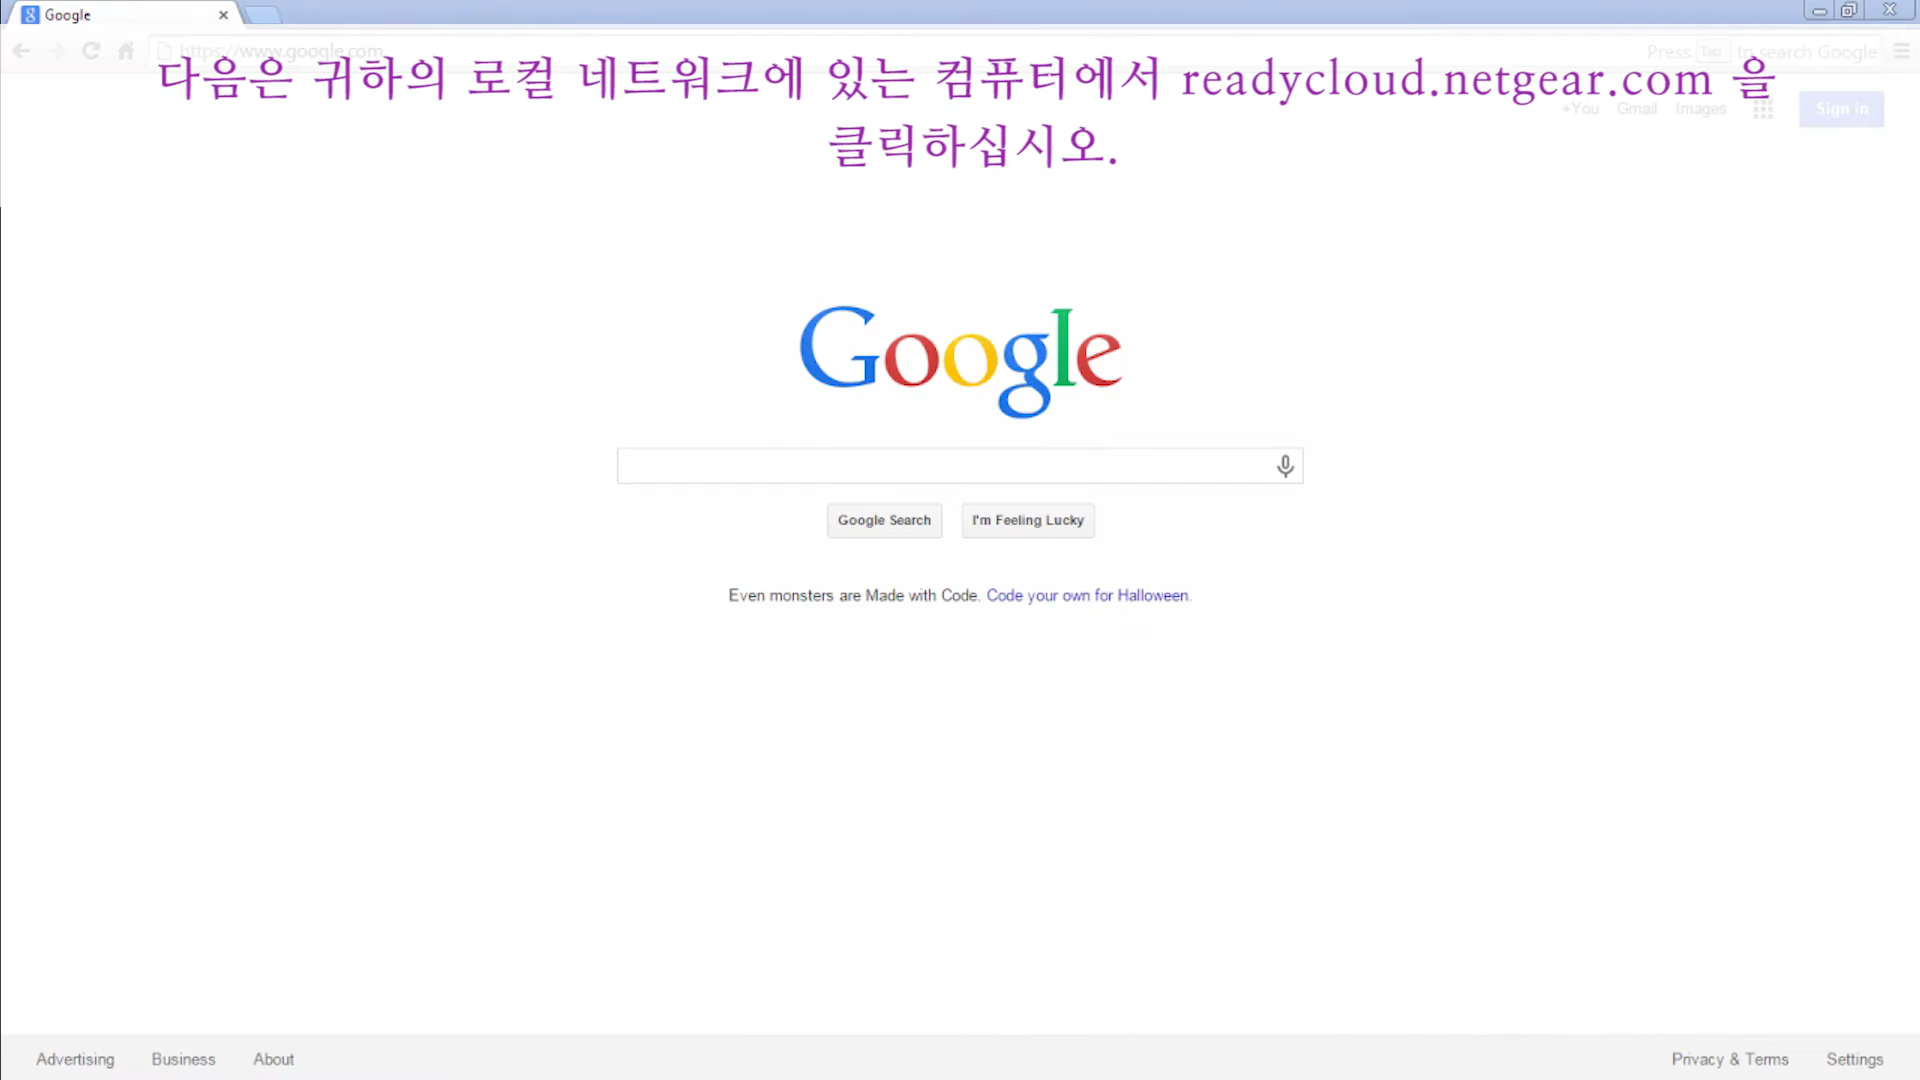 Google
https://www.google.com
Press Tab to search Google
다음은 귀하의 로컬 네트워크에 있는 컴퓨터에서 readycloud.netgear.com 을
클릭하십시오.
+You Gmail Images Sign in
Google
Google Search I'm Feeling Lucky
Even monsters are Made with Code. Code your own for Halloween.
Advertising Business About Privacy & Terms Settings